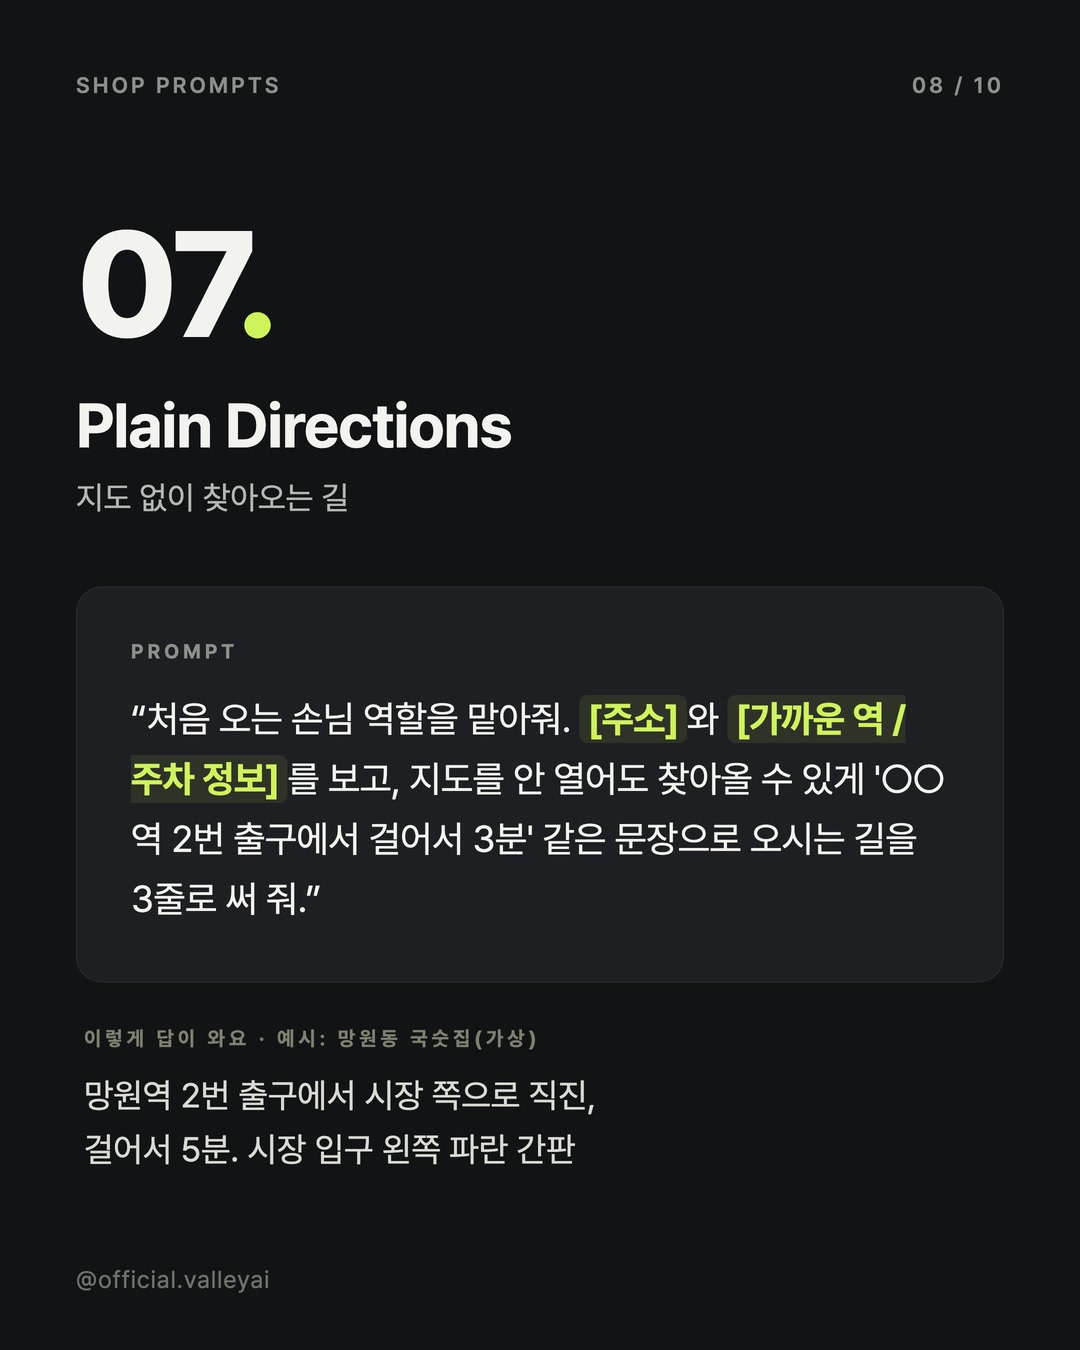 SHOP PROMPTS
08 / 10
07.
Plain Directions
지도 없이 찾아오는 길
PROMPT
“처음 오는 손님 역할을 맡아줘. [주소] 와 [가까운 역 /
주차 정보] 를 보고, 지도를 안 열어도 찾아올 수 있게 '○○
역 2번 출구에서 걸어서 3분' 같은 문장으로 오시는 길을
3줄로 써 줘.”
이렇게 답이 와요 · 예시: 망원동 국숫집(가상)
망원역 2번 출구에서 시장 쪽으로 직진,
걸어서 5분. 시장 입구 왼쪽 파란 간판
@official.valleyai